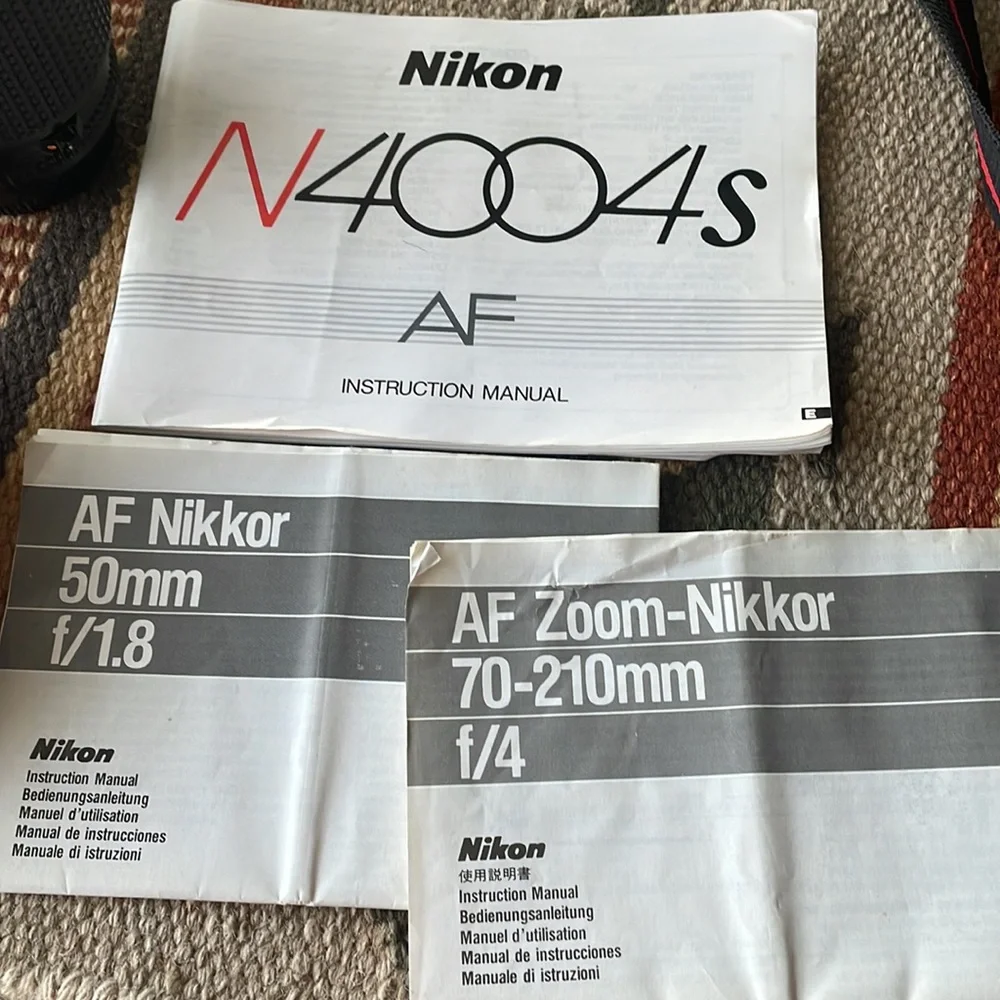 Nikon
N4004s
AF
INSTRUCTION MANUAL
E
AF Nikkor
50mm
f/1.8
Nikon
Instruction Manual
Bedienungsanleitung
Manuel d'utilisation
Manual de instrucciones
Manuale di istruzioni
AF Zoom-Nikkor
70-210mm
f/4
Nikon
使用説明書
Instruction Manual
Bedienungsanleitung
Manuel d'utilisation
Manual de instrucciones
Manuale di istruzioni